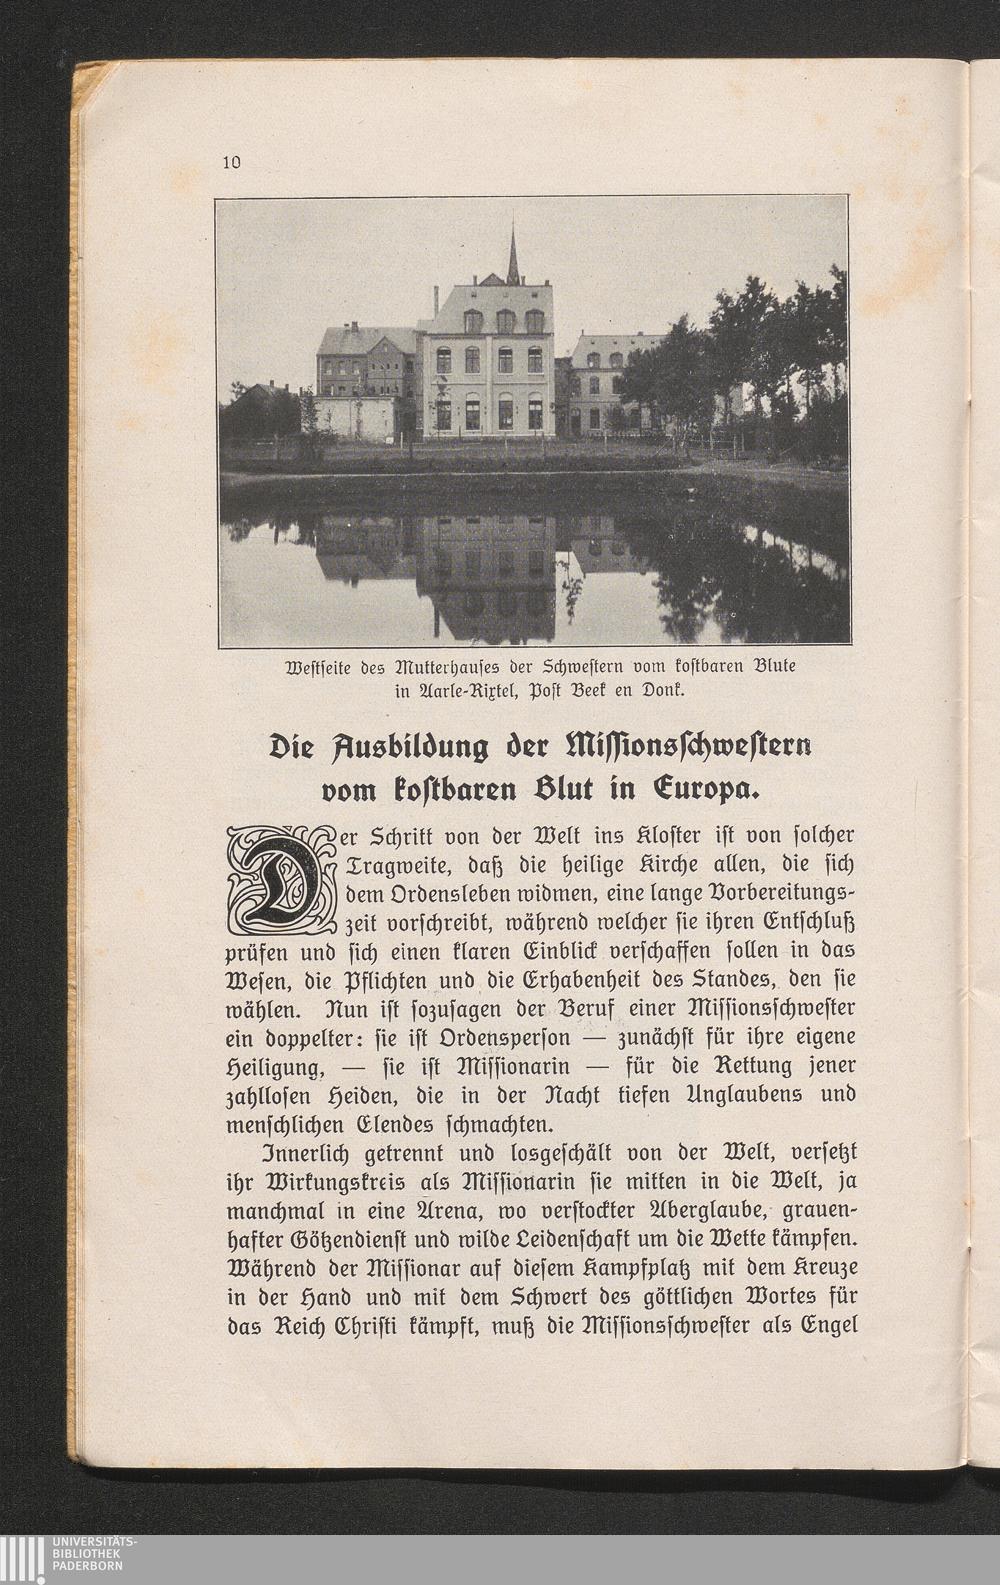 10
Westseite des Mutterhauses der Schwestern vom kostbaren Blute
in Aarle-Rixtel, Post Beek en Donk.
Die Ausbildung der Missionsschwestern
vom kostbaren Blut in Europa.
Der Schritt von der Welt ins Kloster ist von solcher
Tragweite, daß die heilige Kirche allen, die sich
dem Ordensleben widmen, eine lange Vorbereitungs-
zeit vorschreibt, während welcher sie ihren Entschluß
prüfen und sich einen klaren Einblick verschaffen sollen in das
Wesen, die Pflichten und die Erhabenheit des Standes, den sie
wählen. Nun ist sozusagen der Beruf einer Missionsschwester
ein doppelter: sie ist Ordensperson — zunächst für ihre eigene
Heiligung, — sie ist Missionarin — für die Rettung jener
zahllosen Heiden, die in der Nacht tiefen Unglaubens und
menschlichen Elendes schmachten.
Innerlich getrennt und losgeschält von der Welt, versetzt
ihr Wirkungskreis als Missionarin sie mitten in die Welt, ja
manchmal in eine Arena, wo verstockter Aberglaube, grauen-
hafter Götzendienst und wilde Leidenschaft um die Wette kämpfen.
Während der Missionar auf diesem Kampfplatz mit dem Kreuze
in der Hand und mit dem Schwert des göttlichen Wortes für
das Reich Christi kämpft, muß die Missionsschwester als Engel
UNIVERSITÄTS-
BIBLIOTHEK
PADERBORN